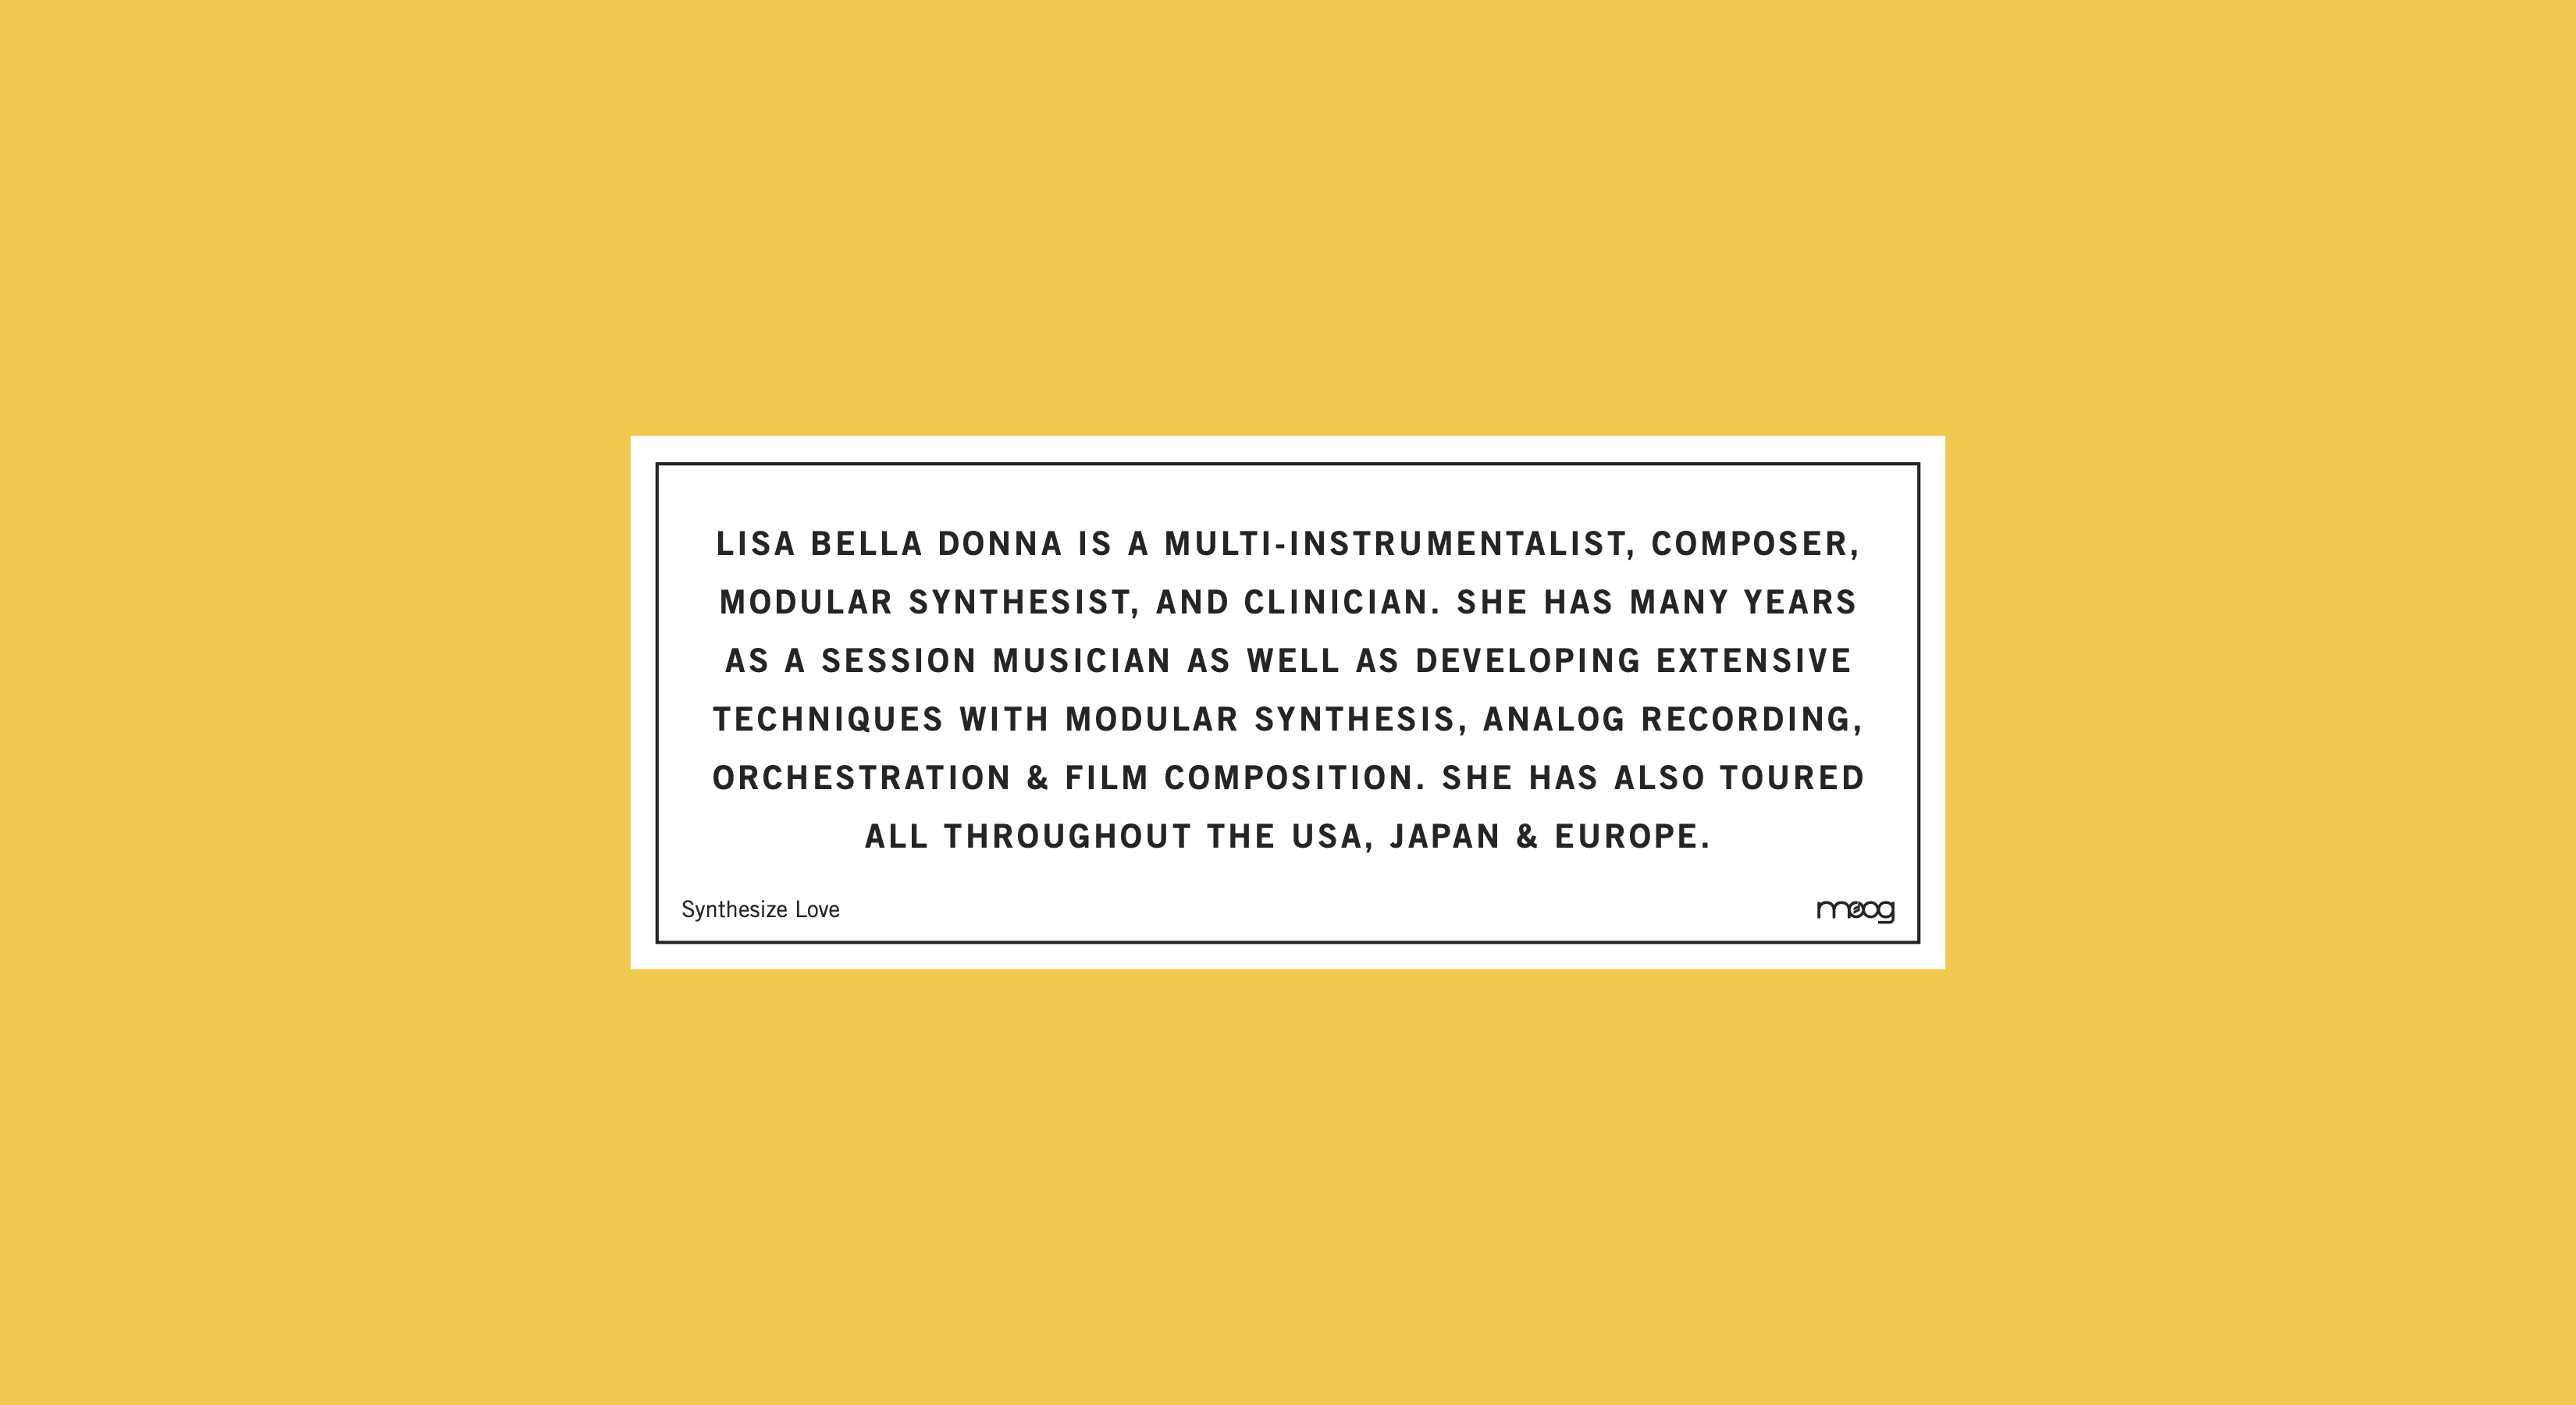 LISA BELLA DONNA IS A MULTI-INSTRUMENTALIST, COMPOSER,
MODULAR SYNTHESIST, AND CLINICIAN. SHE HAS MANY YEARS
AS A SESSION MUSICIAN AS WELL AS DEVELOPING EXTENSIVE
TECHNIQUES WITH MODULAR SYNTHESIS, ANALOG RECORDING,
ORCHESTRATION & FILM COMPOSITION. SHE HAS ALSO TOURED
ALL THROUGHOUT THE USA, JAPAN & EUROPE.
Synthesize Love
moog